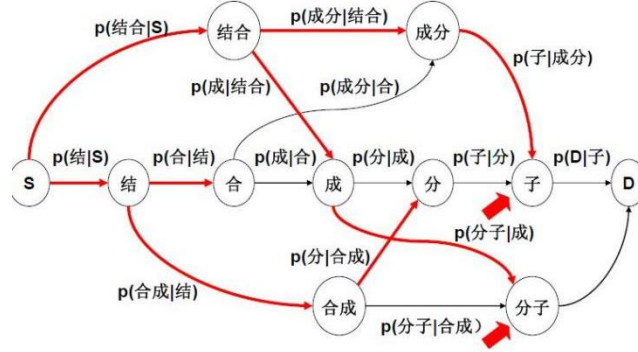 p(结合|S)
结合
p(成分|结合)
成分
p(成|结合)
p(成分|合)
p(子|成分)
S
p(结|S)
结
p(合|结)
合
p(成|合)
成
p(分|成)
分
p(子|分)
子
p(D|子)
D
p(合成|结)
p(分|合成)
p(分子|成)
合成
p(分子|合成）
分子